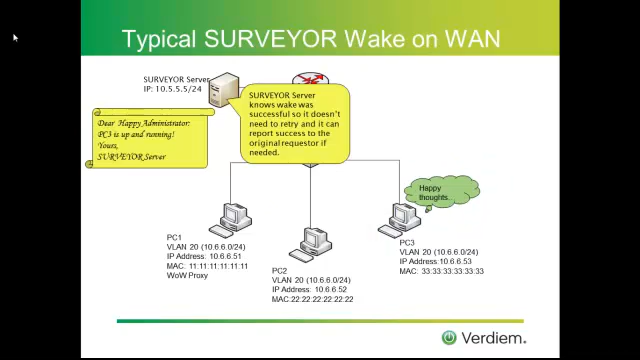 Typical SURVEYOR Wake on WAN
SURVEYOR Server
IP: 10.5.5.5/24
SURVEYOR Server
knows wake was
successful so it doesn't
need to retry and it can
report success to the
original requestor if
needed.
Dear Happy Administrator:
PC3 is up and running!
Yours,
SURVEYOR Server
Happy
thoughts...
PC1
VLAN 20 (10.6.6.0/24)
IP Address: 10.6.6.51
MAC: 11:11:11:11:11:11
WoW Proxy
PC2
VLAN 20 (10.6.6.0/24)
IP Address: 10.6.6.52
MAC:22:22:22:22:22:22
PC3
VLAN 20 (10.6.6.0/24)
IP Address 10.6.6.53
MAC: 33:33:33:33:33:33
Verdiem.